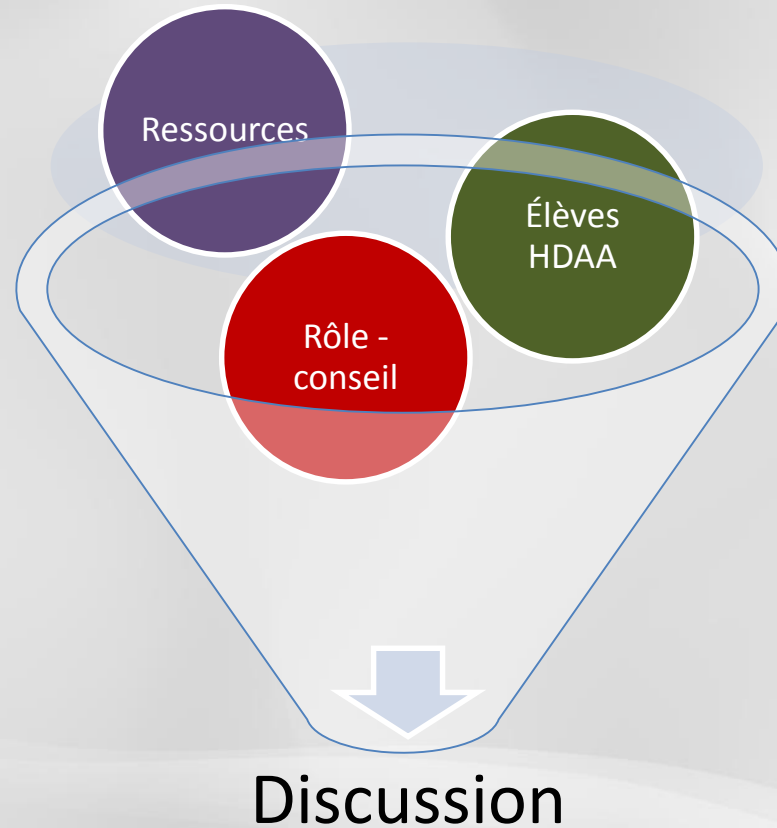 Ressources
Élèves
HDAA
Rôle -
conseil
Discussion